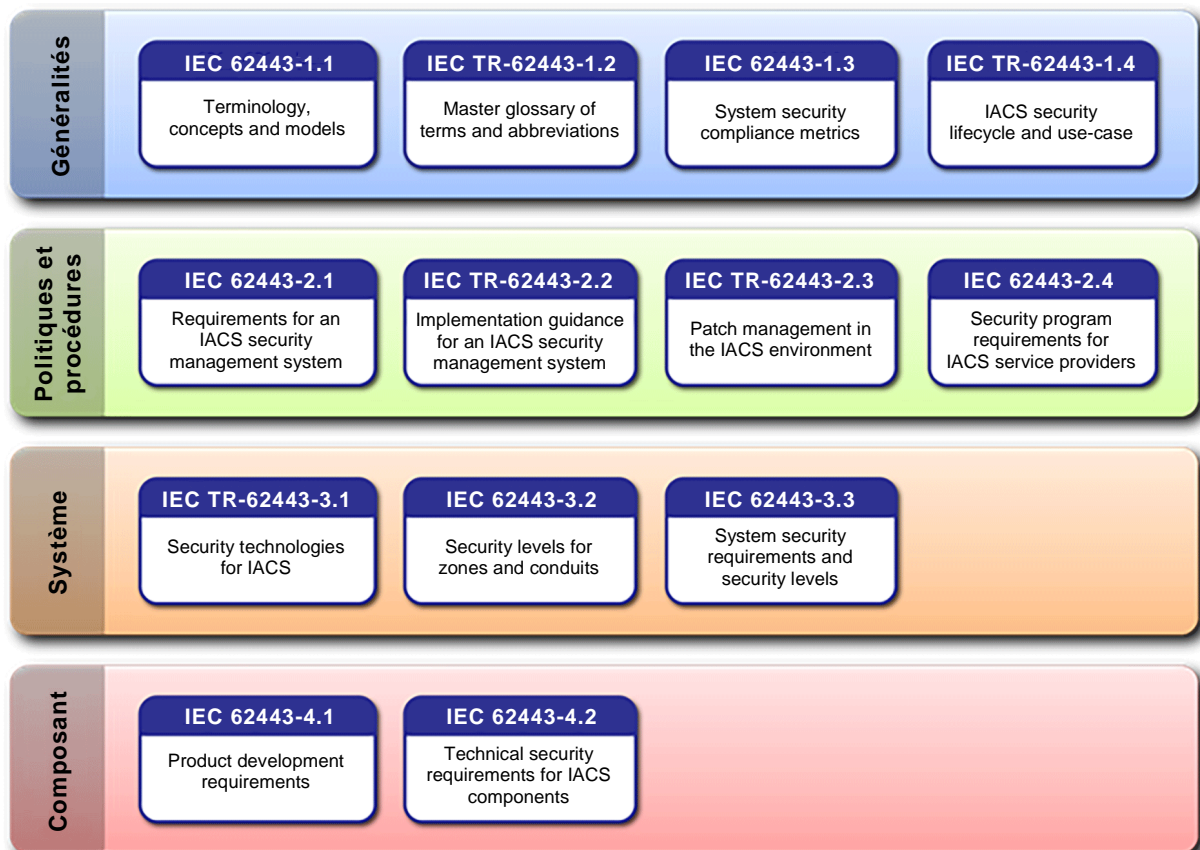 Généralités
IEC 62443-1.1
Terminology,
concepts and models
IEC TR-62443-1.2
Master glossary of
terms and abbreviations
IEC 62443-1.3
System security
compliance metrics
IEC TR-62443-1.4
IACS security
lifecycle and use-case
Politiques et
procédures
IEC 62443-2.1
Requirements for an
IACS security
management system
IEC TR-62443-2.2
Implementation guidance
for an IACS security
management system
IEC TR-62443-2.3
Patch management in
the IACS environment
IEC 62443-2.4
Security program
requirements for
IACS service providers
Système
IEC TR-62443-3.1
Security technologies
for IACS
IEC 62443-3.2
Security levels for
zones and conduits
IEC 62443-3.3
System security
requirements and
security levels
Composant
IEC 62443-4.1
Product development
requirements
IEC 62443-4.2
Technical security
requirements for IACS
components